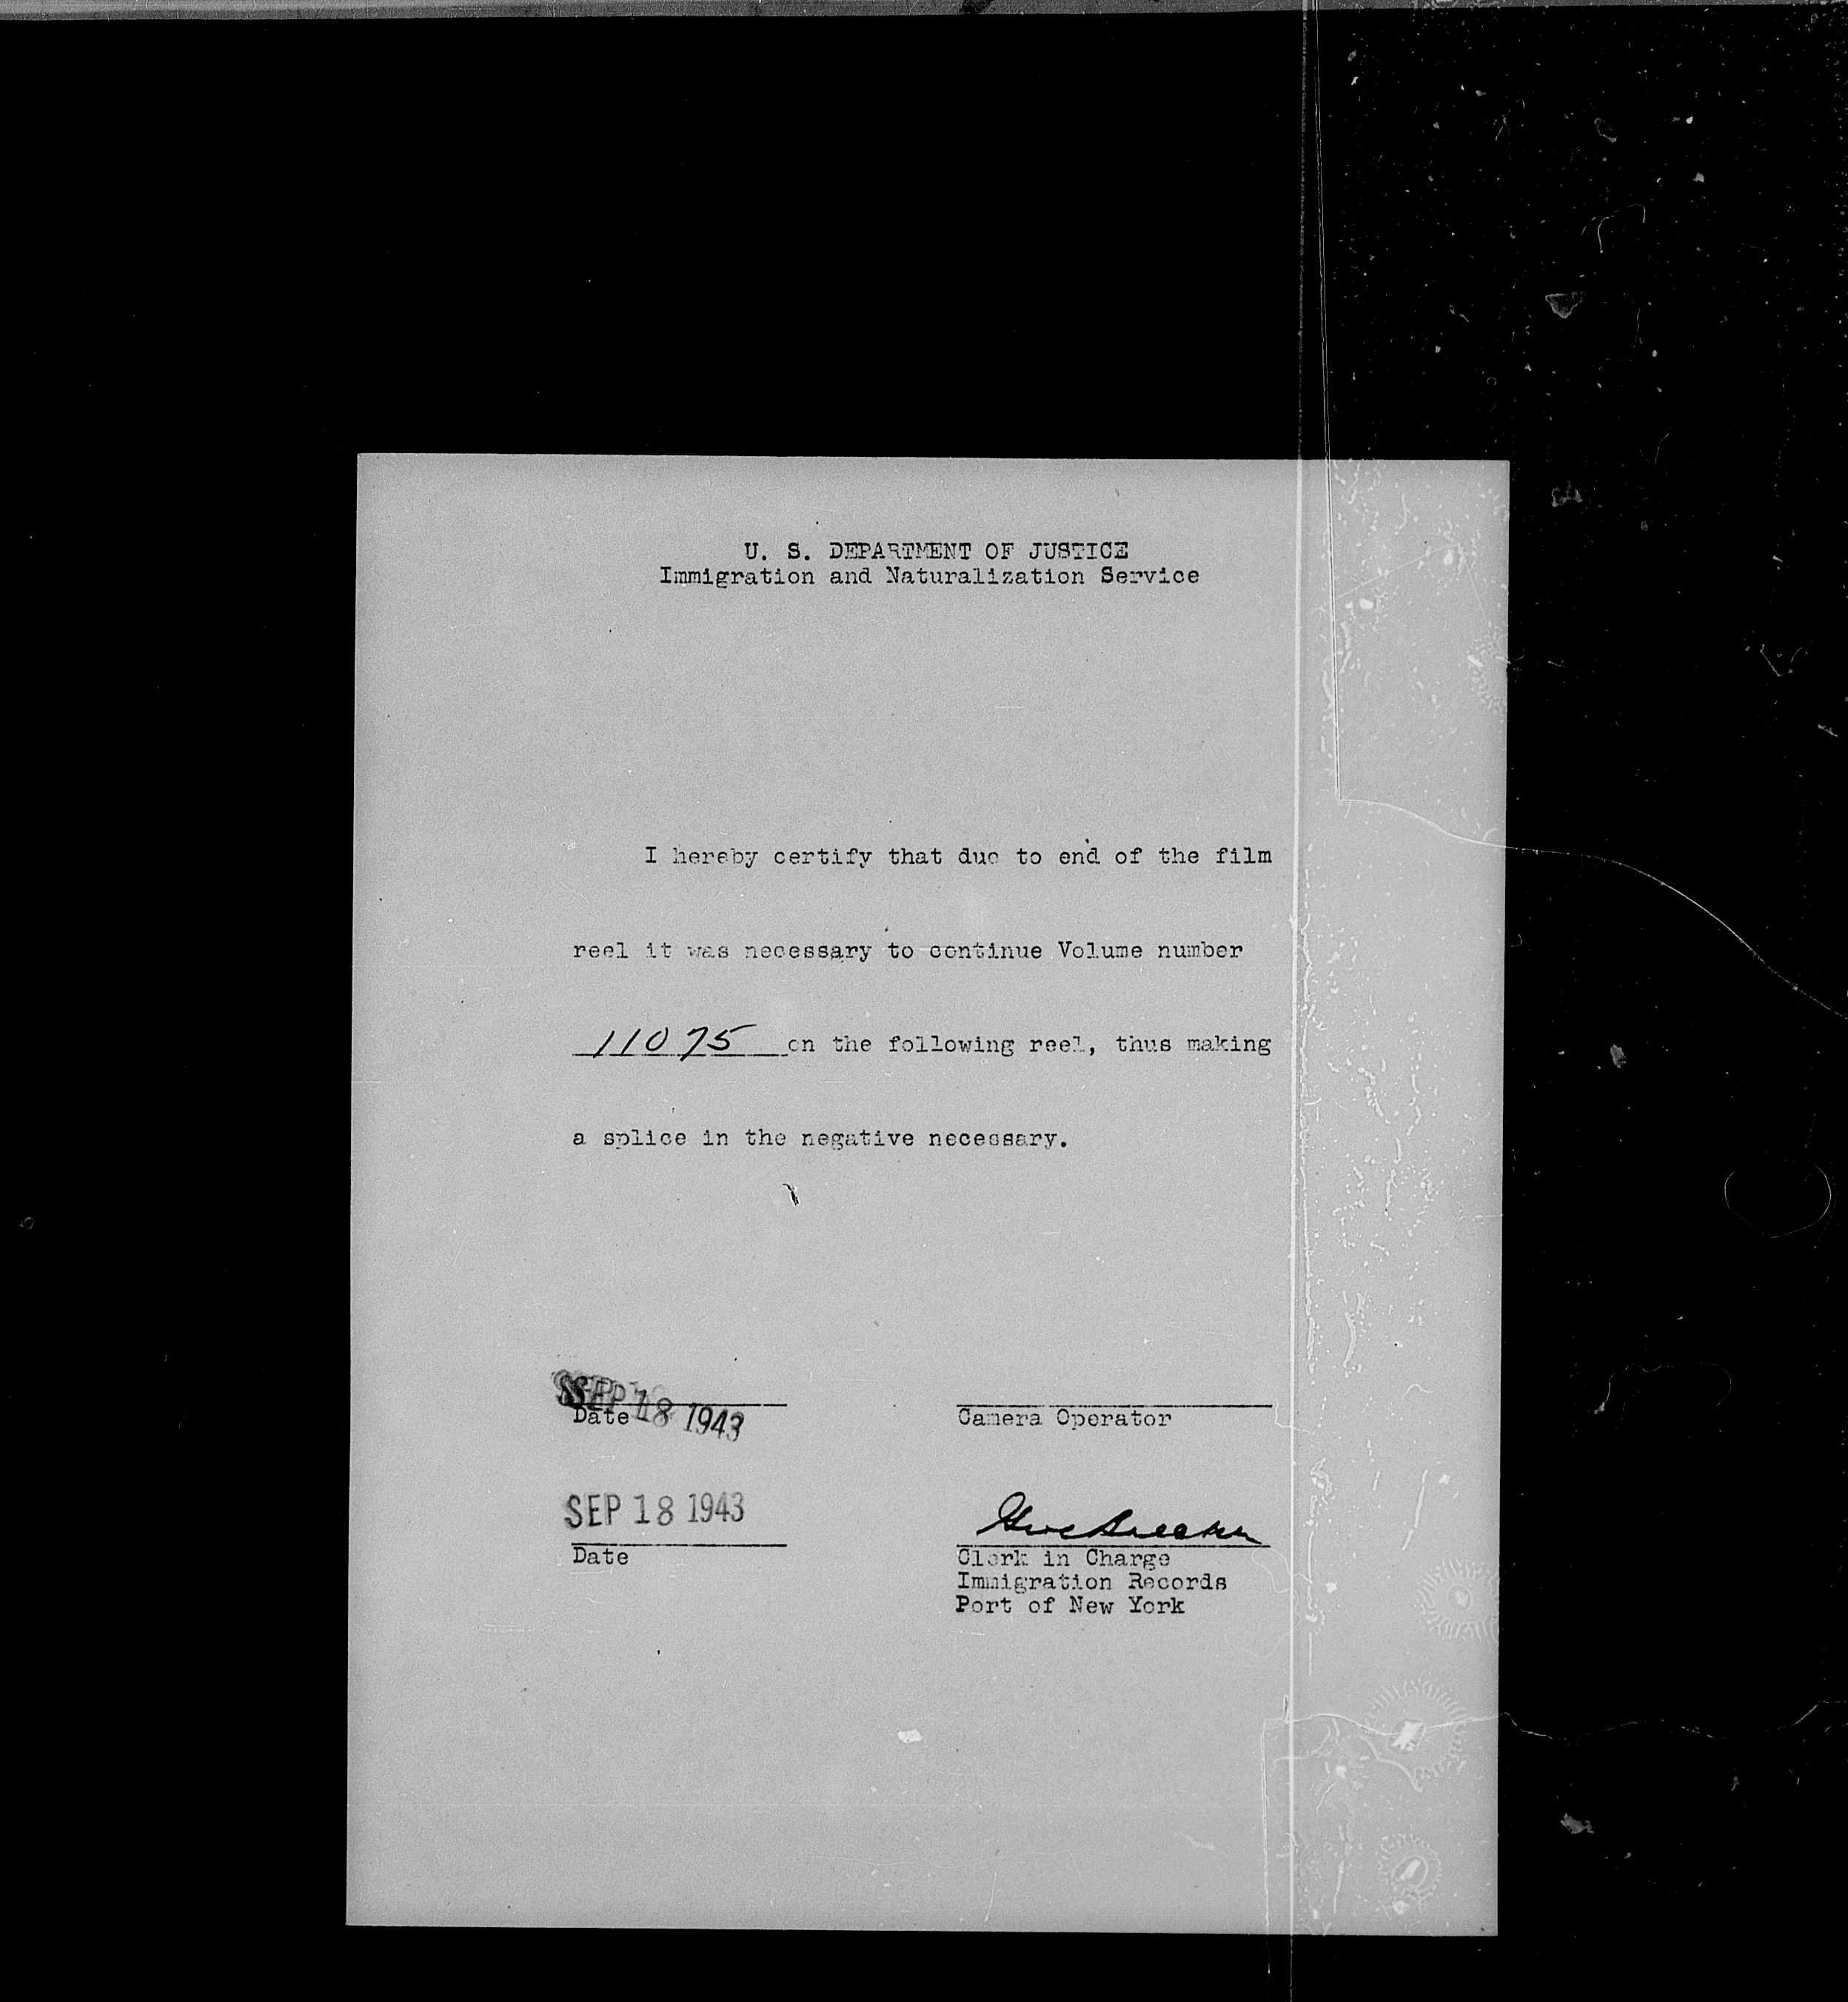 U. S. DEPARTMENT OF JUSTICE
Immigration and Naturalization Service
I hereby certify that due to end of the film
reel it was necessary to continue Volume number
11075 on the following reel, thus making
a splice in the negative necessary.
SEP 18 1943
Date
Camera Operator
SEP 18 1943
Date
Clerk in Charge
Immigration Records
Port of New York